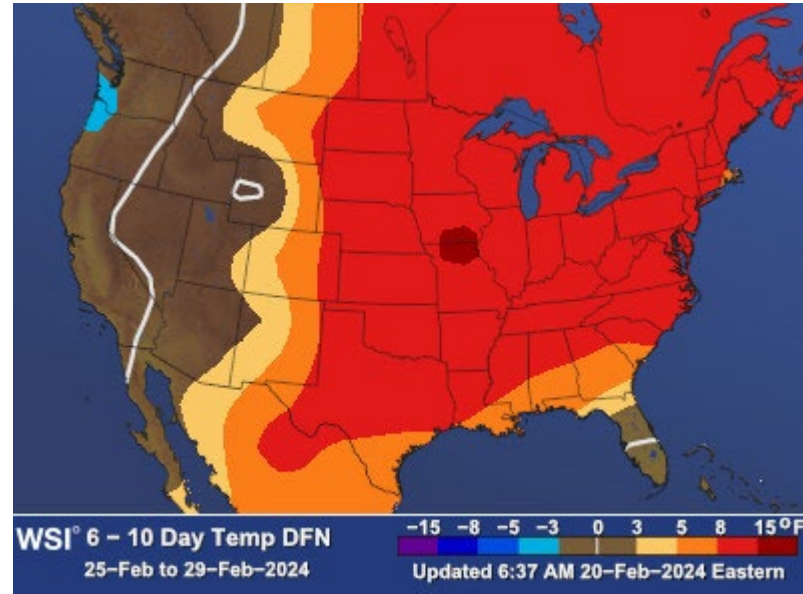 WSI° 6 – 10 Day Temp DFN
25–Feb to 29–Feb–2024
–15 –8 –5 –3 0 3 5 8 15°F
Updated 6:37 AM 20–Feb–2024 Eastern